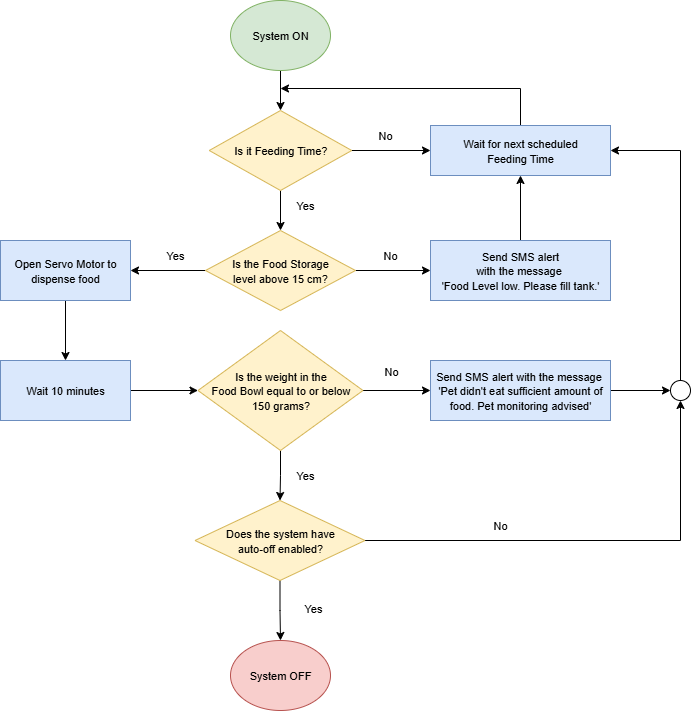 System ON
Is it Feeding Time?
No
Wait for next scheduled
Feeding Time
Yes
Open Servo Motor to
dispense food
Yes
Is the Food Storage
level above 15 cm?
No
Send SMS alert
with the message
'Food Level low. Please fill tank.'
Wait 10 minutes
Is the weight in the
Food Bowl equal to or below
150 grams?
No
Send SMS alert with the message
'Pet didn't eat sufficient amount of
food. Pet monitoring advised'
Yes
Does the system have
auto-off enabled?
No
Yes
System OFF